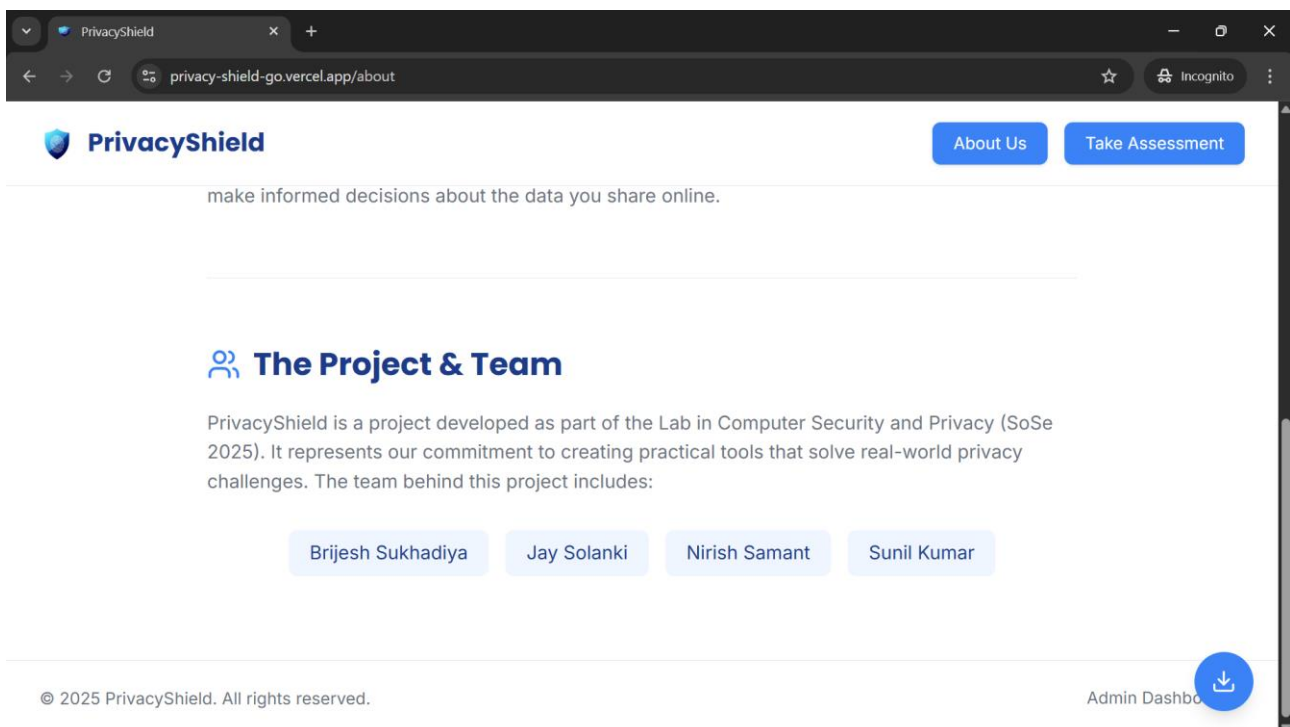 PrivacyShield
privacy-shield-go.vercel.app/about
Incognito
PrivacyShield
About Us
Take Assessment
make informed decisions about the data you share online.
The Project & Team
PrivacyShield is a project developed as part of the Lab in Computer Security and Privacy (SoSe
2025). It represents our commitment to creating practical tools that solve real-world privacy
challenges. The team behind this project includes:
Brijesh Sukhadiya
Jay Solanki
Nirish Samant
Sunil Kumar
© 2025 PrivacyShield. All rights reserved.
Admin Dashbo